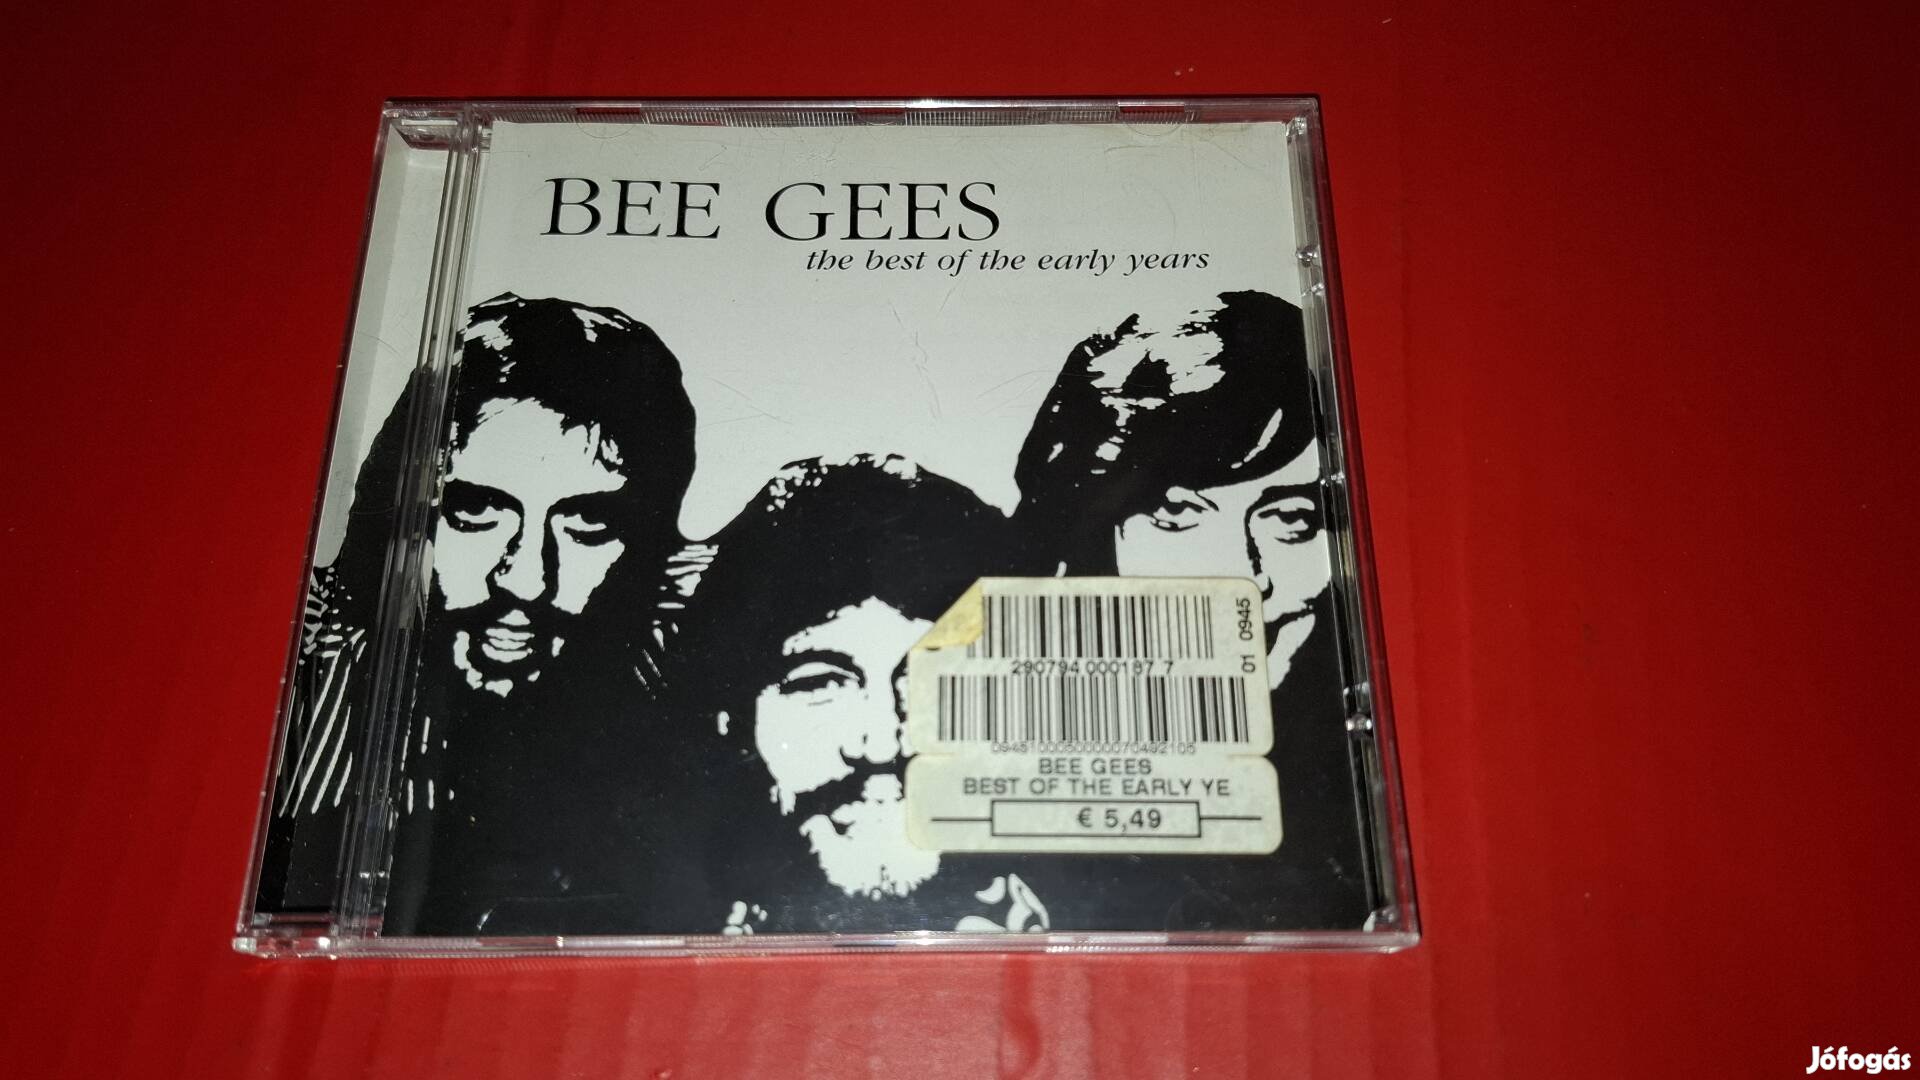 BEE GEES
the best of the early years
290794 000187 7
01 0945
0945100050000070492105
BEE GEES
BEST OF THE EARLY YE
€ 5,49
Jófogás